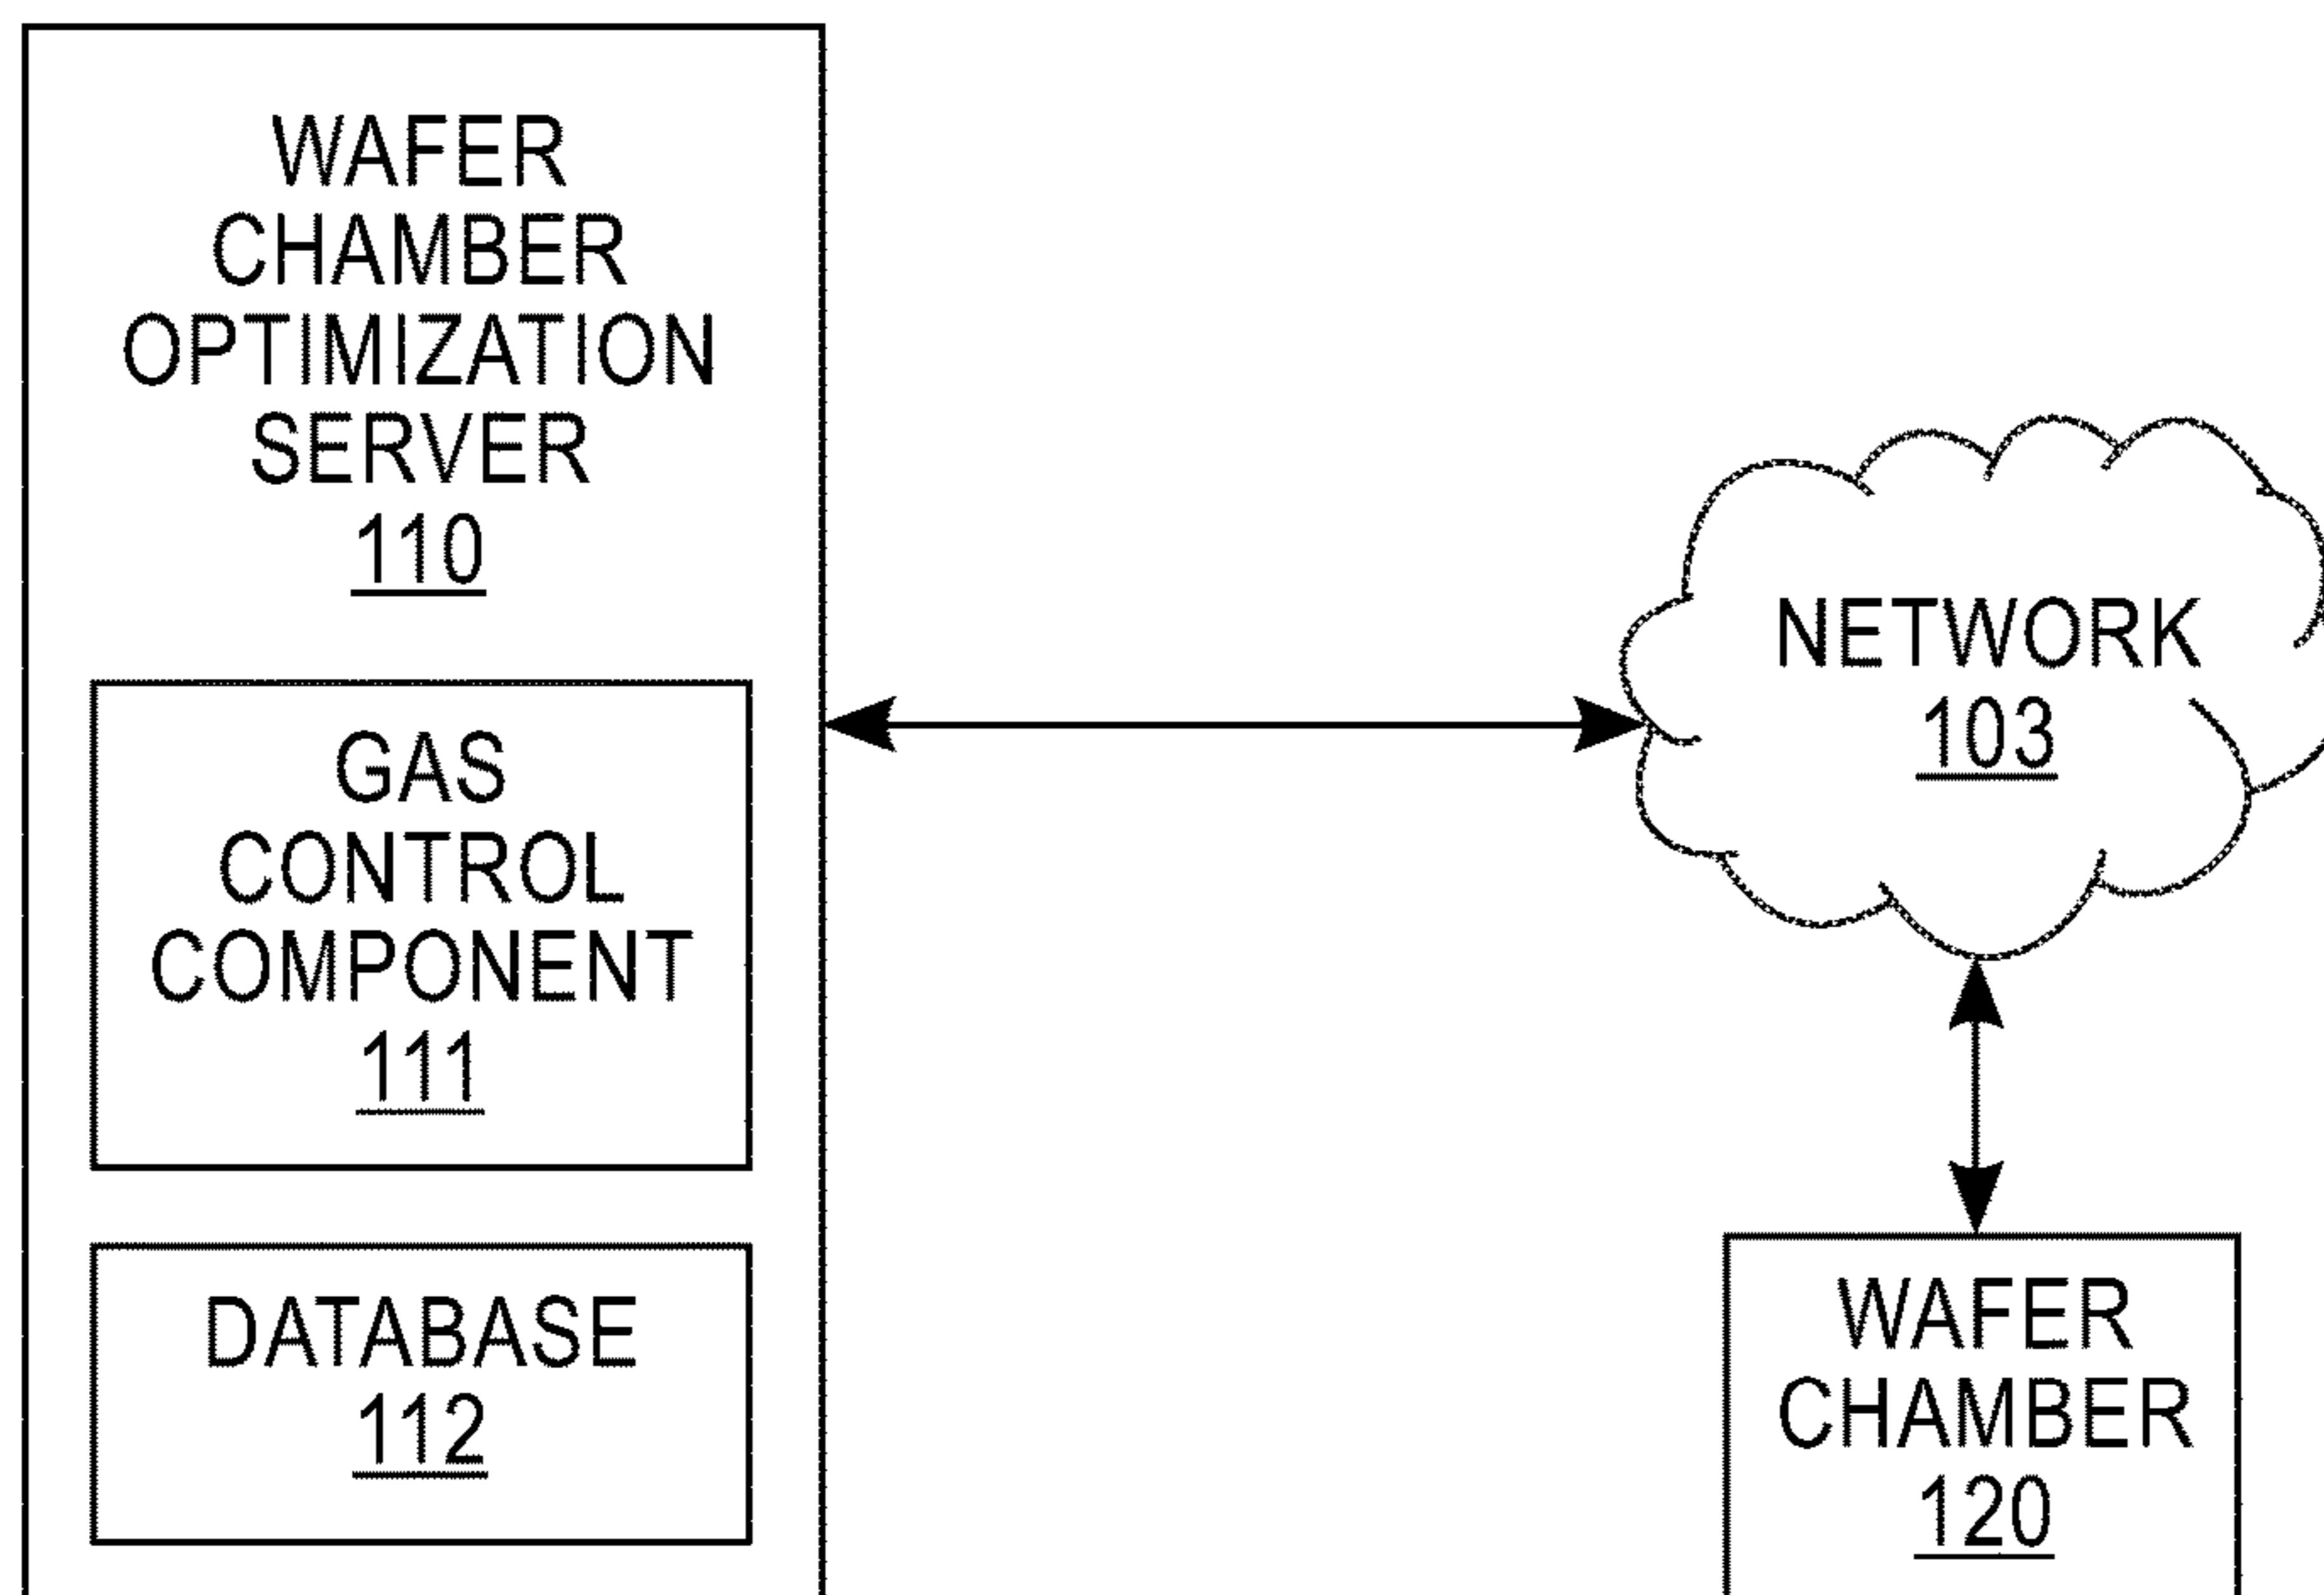 WAFER
CHAMBER
OPTIMIZATION
SERVER
110
GAS
CONTROL
COMPONENT
111
DATABASE
112
NETWORK
103
WAFER
CHAMBER
120